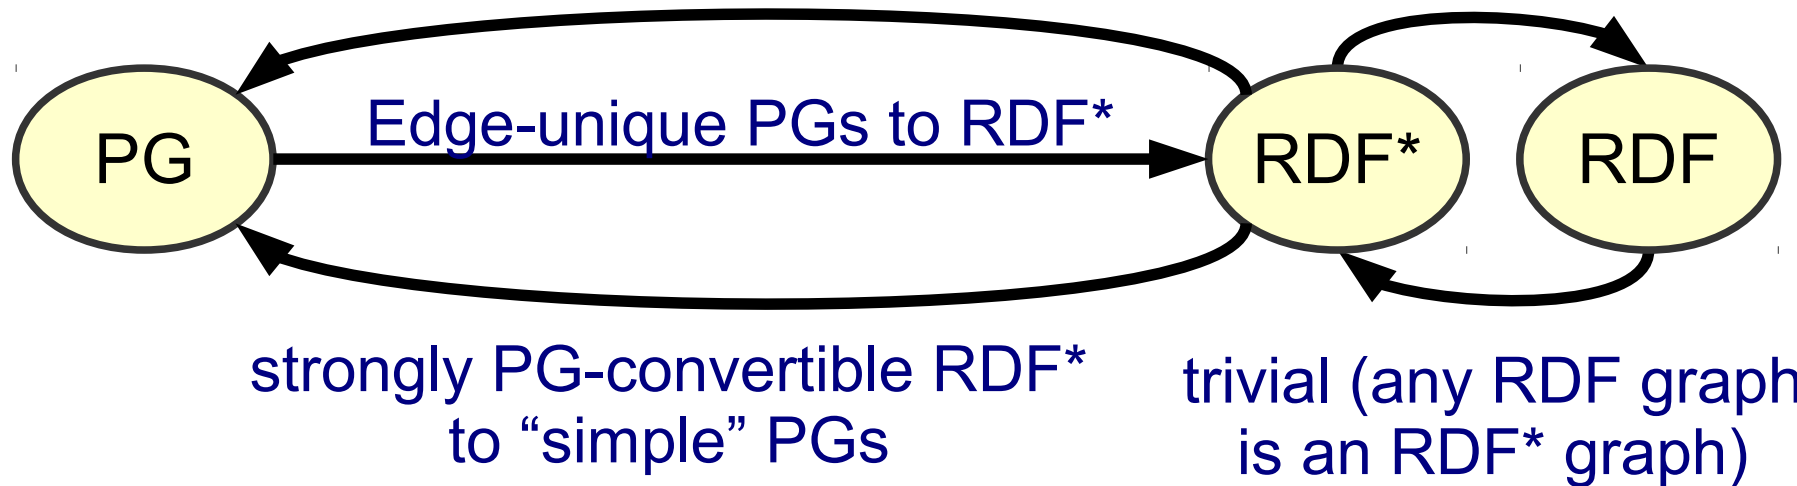 Edge-unique PGs to RDF*
PG
RDF*
RDF
strongly PG-convertible RDF*
to “simple” PGs
trivial (any RDF graph
is an RDF* graph)